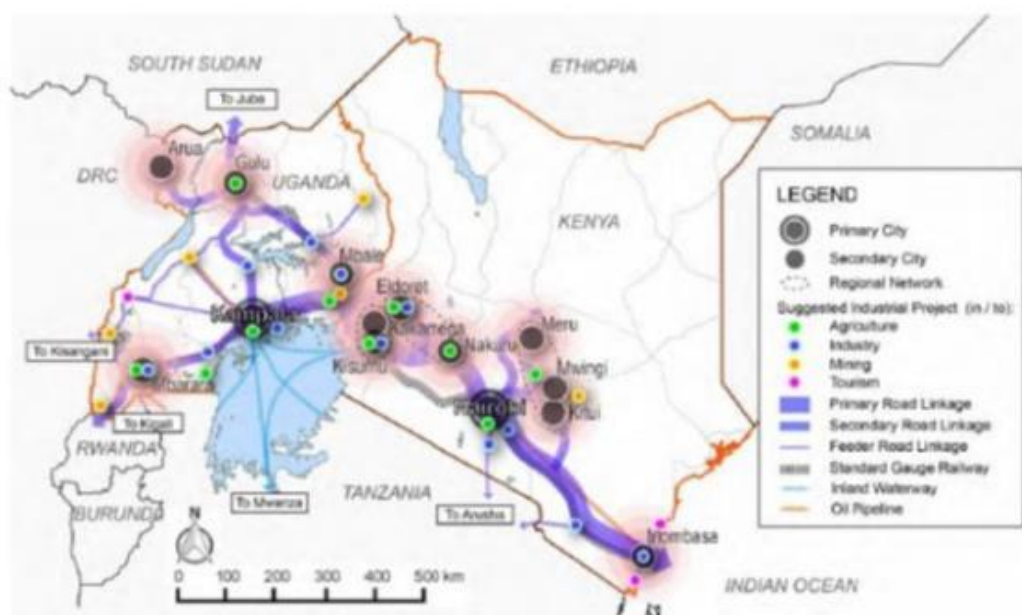 SOUTH SUDAN
ETHIOPIA
SOMALIA
To Juba
Arua
Gulu
DRC
UGANDA
KENYA
Mbale
Eldoret
Kampala
Kakamega
Kisumu
Nakuru
Meru
Mwingi
Kitui
Nairobi
To Kisangani
Mbarara
To Kigali
RWANDA
BURUNDI
To Mwanza
TANZANIA
To Arusha
Mombasa
INDIAN OCEAN
N
0 100 200 300 400 500 km
LEGEND
Primary City
Secondary City
Regional Network
Suggested Industrial Project (in / to):
Agriculture
Industry
Mining
Tourism
Primary Road Linkage
Secondary Road Linkage
Feeder Road Linkage
Standard Gauge Railway
Inland Waterway
Oil Pipeline